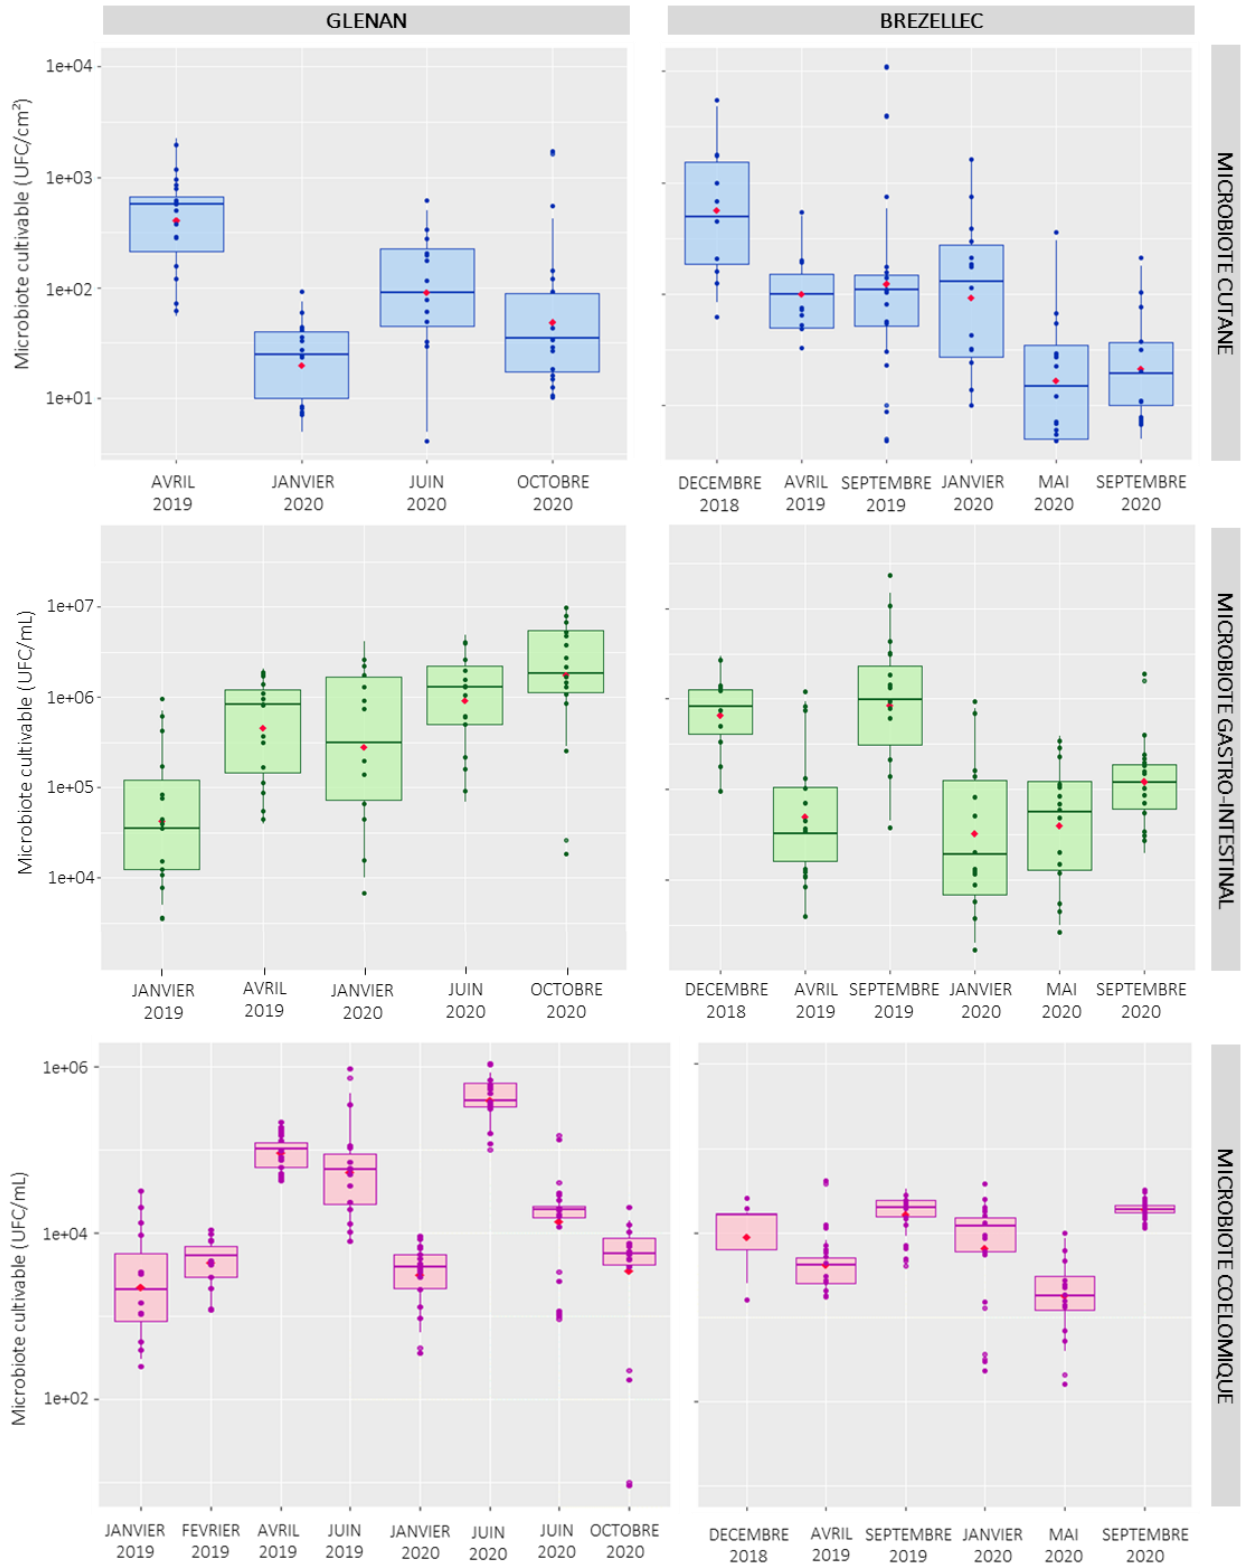 GLENAN
BREZELLEC
Microbiote cultivable (UFC/cm²)
1e+04
1e+03
1e+02
1e+01
MICROBIOTE CUTANE
AVRIL
2019
JANVIER
2020
JUIN
2020
OCTOBRE
2020
DECEMBRE
2018
AVRIL
2019
SEPTEMBRE
2019
JANVIER
2020
MAI
2020
SEPTEMBRE
2020
Microbiote cultivable (UFC/mL)
1e+07
1e+06
1e+05
1e+04
MICROBIOTE GASTRO-INTESTINAL
JANVIER
2019
AVRIL
2019
JANVIER
2020
JUIN
2020
OCTOBRE
2020
DECEMBRE
2018
AVRIL
2019
SEPTEMBRE
2019
JANVIER
2020
MAI
2020
SEPTEMBRE
2020
Microbiote cultivable (UFC/mL)
1e+06
1e+04
1e+02
MICROBIOTE COELOMIQUE
JANVIER
2019
FEVRIER
2019
AVRIL
2019
JUIN
2019
JANVIER
2020
JUIN
2020
JUIN
2020
OCTOBRE
2020
DECEMBRE
2018
AVRIL
2019
SEPTEMBRE
2019
JANVIER
2020
MAI
2020
SEPTEMBRE
2020